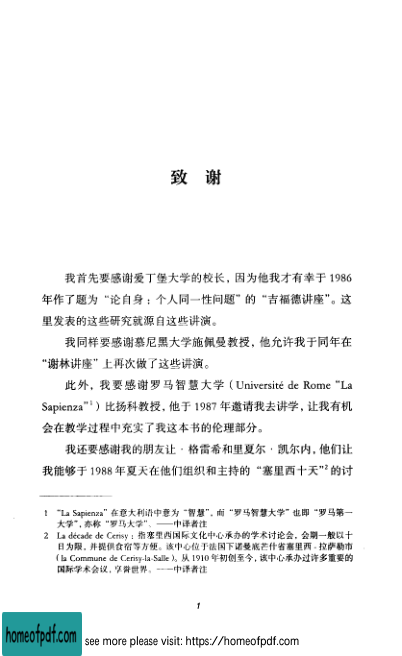 致 谢
我首先要感谢爱丁堡大学的校长，因为他我才有幸于 1986
年作了题为“论自身：个人同一性问题”的“吉福德讲座”。这
里发表的这些研究就源自这些讲演。
我同样要感谢慕尼黑大学施佩曼教授，他允许我于同年在
“谢林讲座”上再次做了这些讲演。
此外，我要感谢罗马智慧大学（Université de Rome “La
Sapienza”1）比扬科教授，他于 1987 年邀请我去讲学，让我有机
会在教学过程中充实了我这本书的伦理部分。
我还要感谢我的朋友让·格雷希和里夏尔·凯尔内，他们让
我能够于 1988 年夏天在他们组织和主持的“塞里西十天”2的讨
1 “La Sapienza”在意大利语中意为“智慧”，而“罗马智慧大学”也即“罗马第一
大学”，亦称“罗马大学”。——中译者注
2 La décade de Cerisy：指塞里西国际文化中心承办的学术讨论会，会期一般以十
日为限，并提供食宿等方便。该中心位于法国下诺曼底芒什省塞里西-拉萨勒市
（la Commune de Cerisy-la-Salle）。从 1910 年初创至今，该中心承办过许多重要的
国际学术会议，享誉世界。——中译者注
1
homeofpdf.com
see more please visit: https://homeofpdf.com